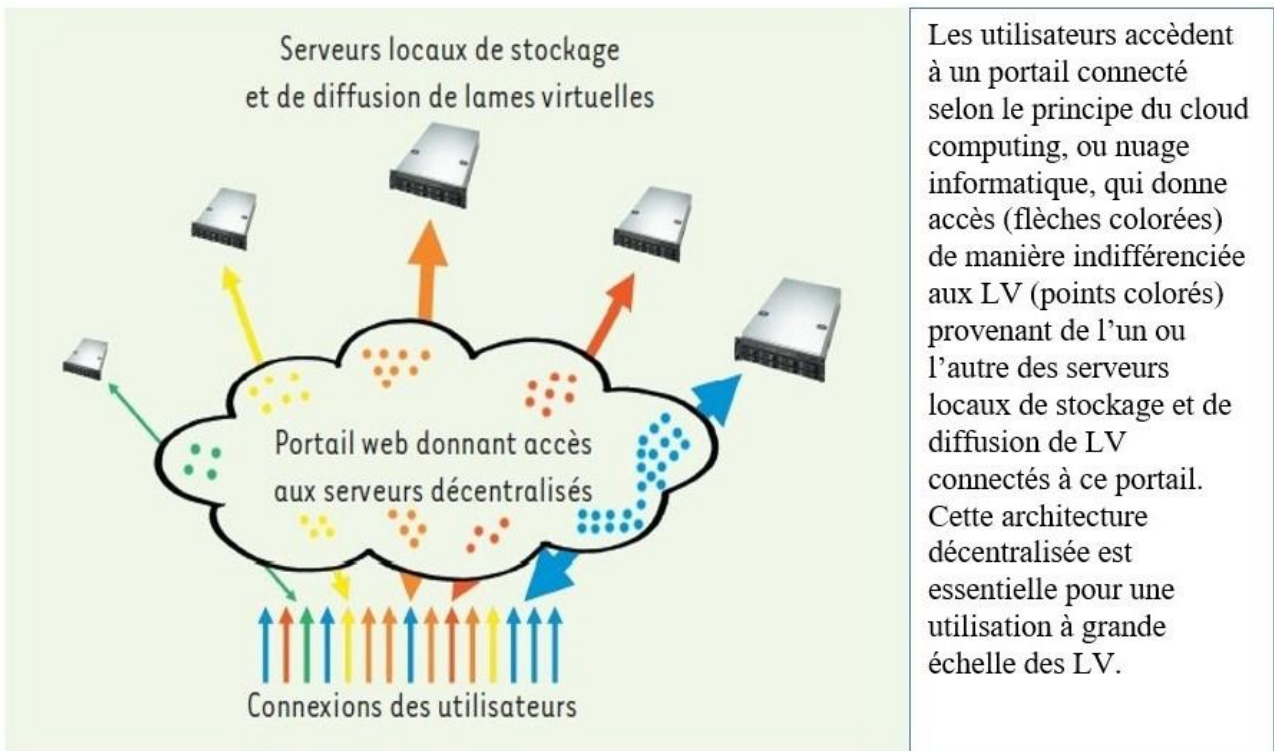 Serveurs locaux de stockage
et de diffusion de lames virtuelles
Portail web donnant accès
aux serveurs décentralisés
Connexions des utilisateurs
Les utilisateurs accèdent
à un portail connecté
selon le principe du cloud
computing, ou nuage
informatique, qui donne
accès (flèches colorées)
de manière indifférenciée
aux LV (points colorés)
provenant de l’un ou
l’autre des serveurs
locaux de stockage et de
diffusion de LV
connectés à ce portail.
Cette architecture
décentralisée est
essentielle pour une
utilisation à grande
échelle des LV.